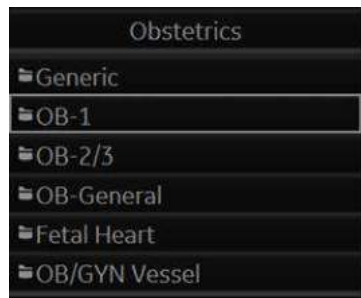 Obstetrics
Generic
OB-1
OB-2/3
OB-General
Fetal Heart
OB/GYN Vessel